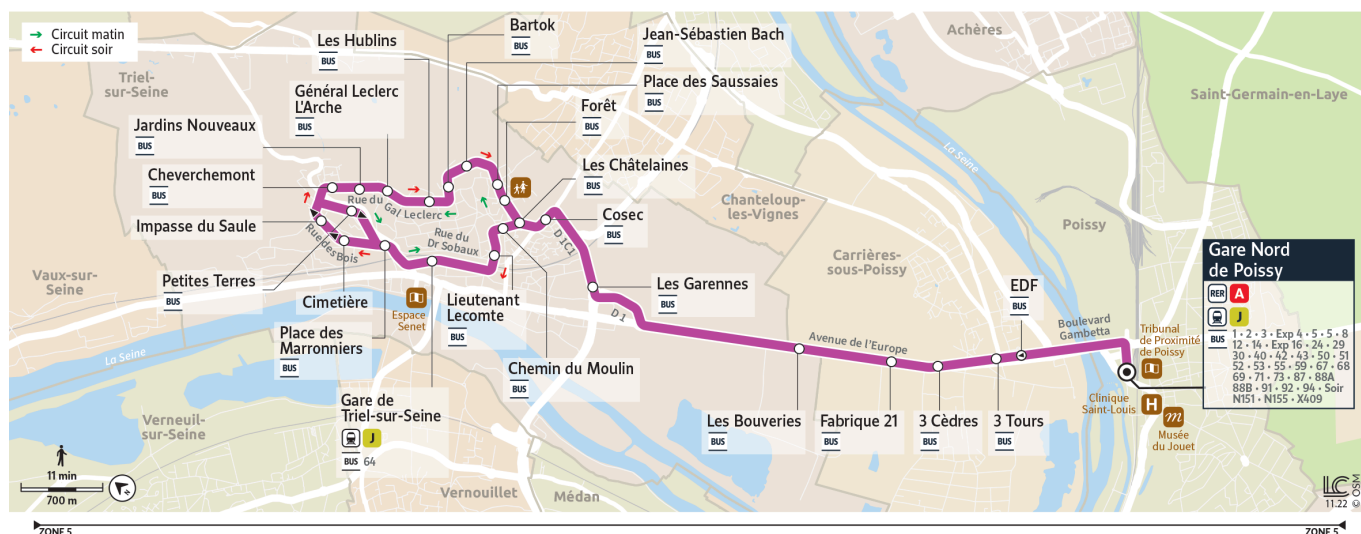 Circuit matin
Circuit soir
Triel-
sur-Seine
Les Hublins
BUS
Bartok
BUS
Jean-Sébastien Bach
BUS
Place des Saussaies
BUS
Achères
Saint-Germain-en-Laye
Général Leclerc
L'Arche
BUS
Forêt
BUS
Jardins Nouveaux
BUS
La Seine
Cheverchemont
BUS
Les Châtelaines
BUS
Rue du
Gal Leclerc
Chanteloup-
les-Vignes
Poissy
Impasse du Saule
Rue des Bois
Rue du
Dr Sobaux
Cosec
BUS
D 1C1
Carrières-
sous-Poissy
Gare Nord
de Poissy
RER A
J
BUS
1 • 2 • 3 • Exp 4 • 5 • 5 • 8
12 • 14 • Exp 16 • 24 • 29
30 • 40 • 42 • 43 • 50 • 51
52 • 53 • 55 • 59 • 67 • 68
69 • 71 • 73 • 87 • 88A
88B • 91 • 92 • 94 • Soir
N151 • N155 • X409
Vaux-sur-
Seine
Petites Terres
BUS
Cimetière
Espace
Senet
Lieutenant
Lecomte
BUS
Les Garennes
BUS
EDF
BUS
D 1
Boulevard
Gambetta
Tribunal
de Proximité
de Poissy
Place des
Marronniers
BUS
Avenue de l'Europe
La Seine
Chemin du Moulin
BUS
Clinique
Saint-Louis
H
m
Musée
du Jouet
Verneuil-
sur-Seine
Gare de
Triel-sur-Seine
J
BUS 64
Les Bouveries
BUS
Fabrique 21
BUS
3 Cèdres
BUS
3 Tours
BUS
11 min
700 m
Vernouillet
Médan
LC
11.22
© OSM
ZONE 5
ZONE 5